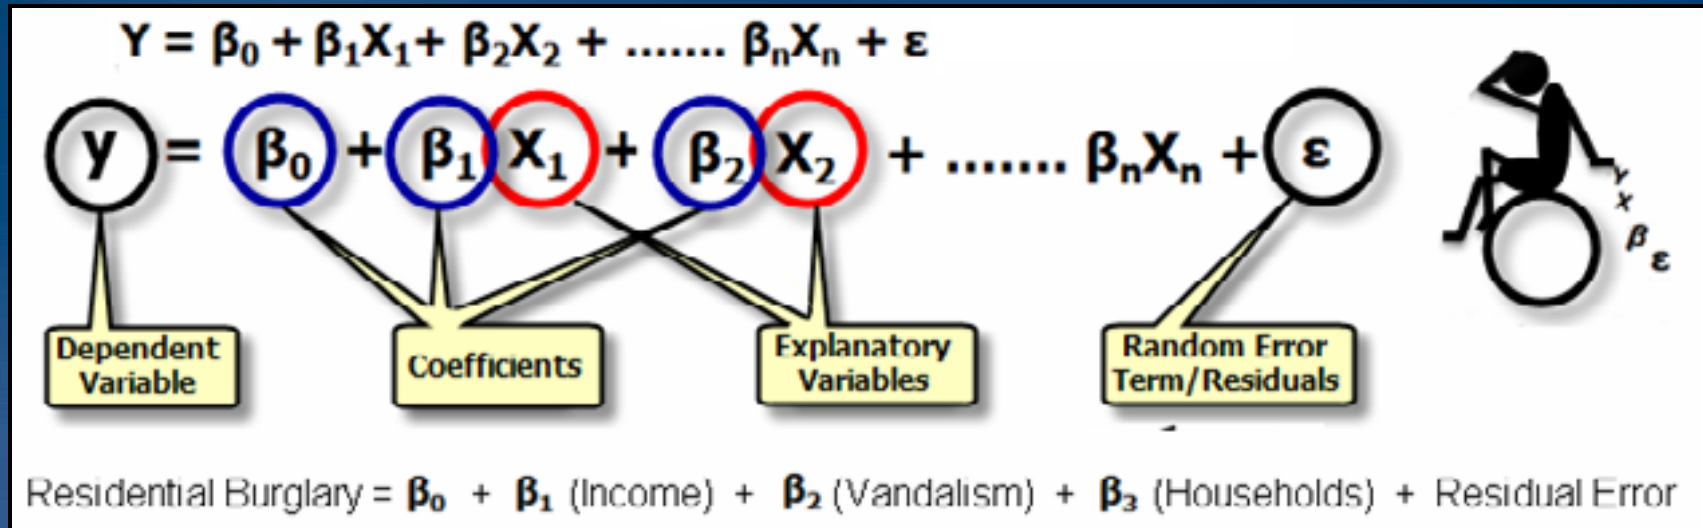 Y = β₀ + β₁X₁+ β₂X₂ + ....... βₙXₙ + ε
y = β₀ + β₁ X₁ + β₂ X₂ + ....... βₙXₙ + ε
Y
X
β
ε
Dependent
Variable
Coefficients
Explanatory
Variables
Random Error
Term/Residuals
Residential Burglary = β₀ + β₁ (Income) + β₂ (Vandalism) + β₃ (Households) + Residual Error